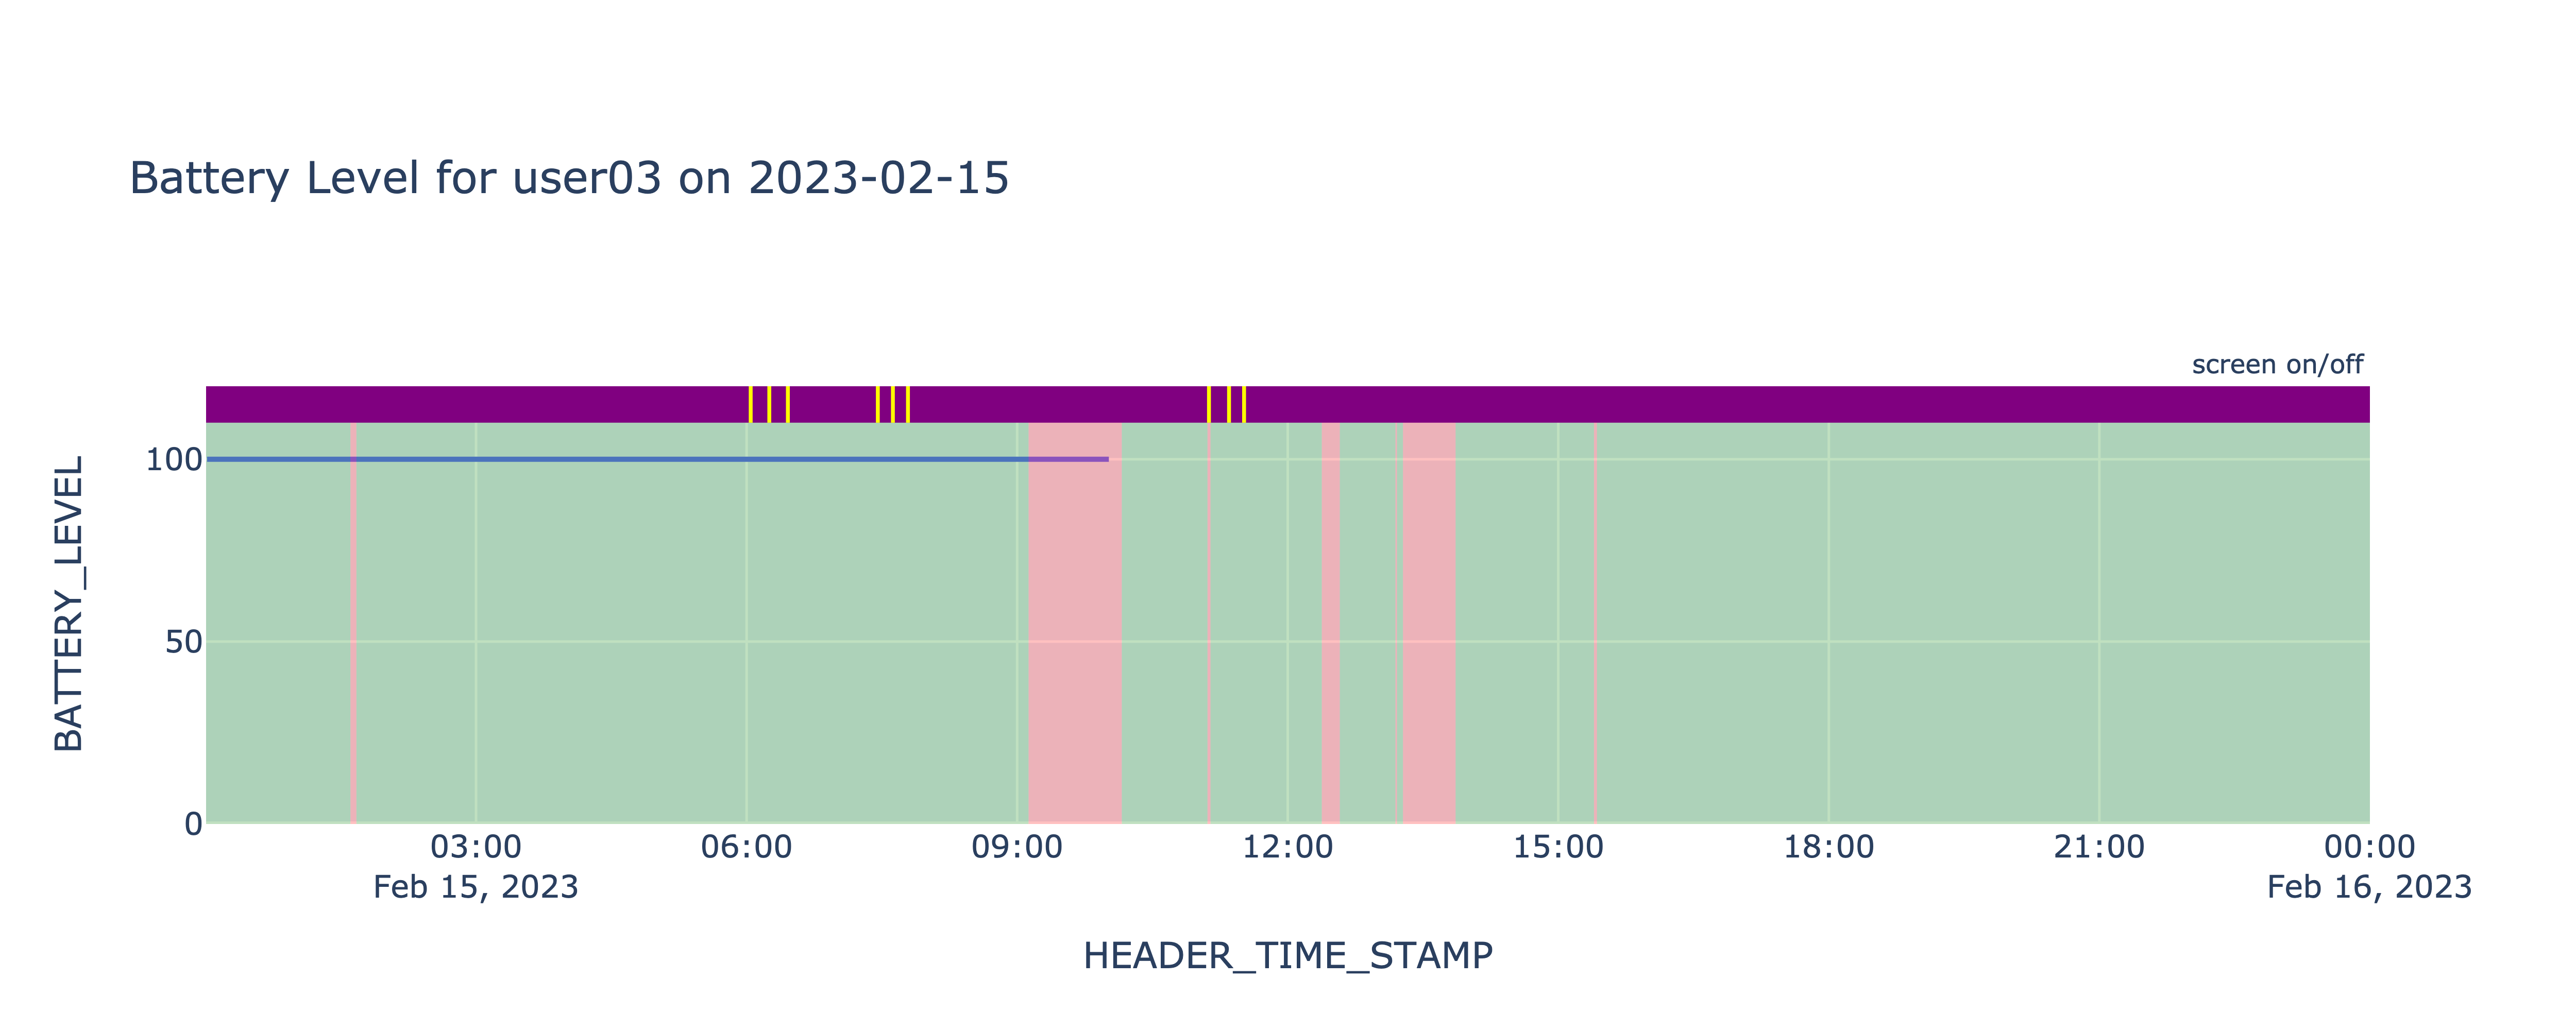 Battery Level for user03 on 2023-02-15
screen on/off
BATTERY_LEVEL
100
50
0
03:00 06:00 09:00 12:00 15:00 18:00 21:00 00:00
Feb 15, 2023 Feb 16, 2023
HEADER_TIME_STAMP